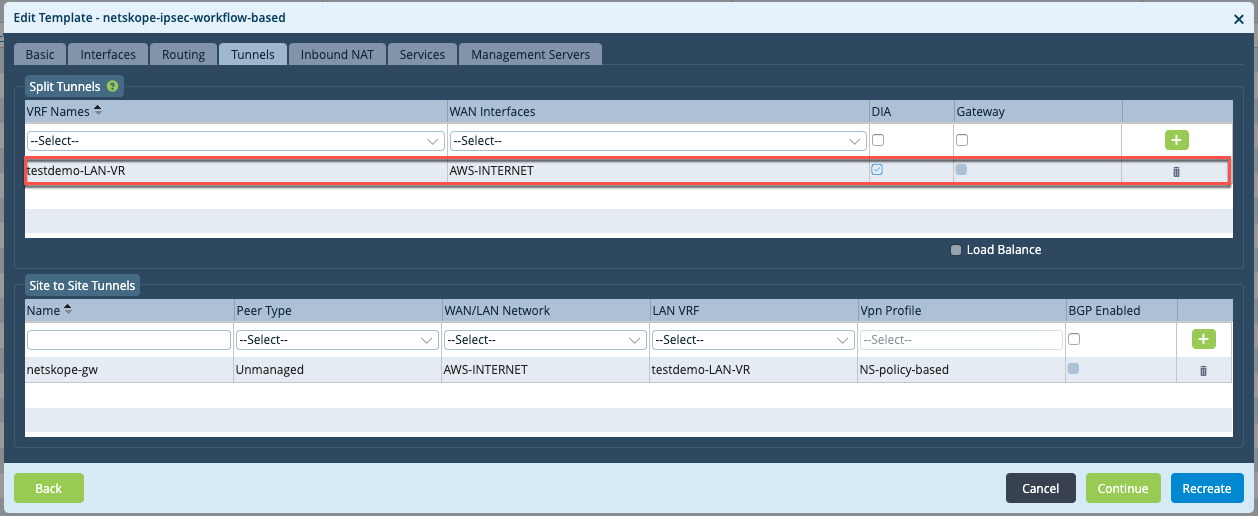 Edit Template - netskope-ipsec-workflow-based
Basic Interfaces Routing Tunnels Inbound NAT Services Management Servers
Split Tunnels ?
VRF Names WAN Interfaces DIA Gateway
--Select-- --Select--
testdemo-LAN-VR AWS-INTERNET
Load Balance
Site to Site Tunnels
Name Peer Type WAN/LAN Network LAN VRF Vpn Profile BGP Enabled
--Select-- --Select-- --Select-- --Select--
netskope-gw Unmanaged AWS-INTERNET testdemo-LAN-VR NS-policy-based
Back Cancel Continue Recreate